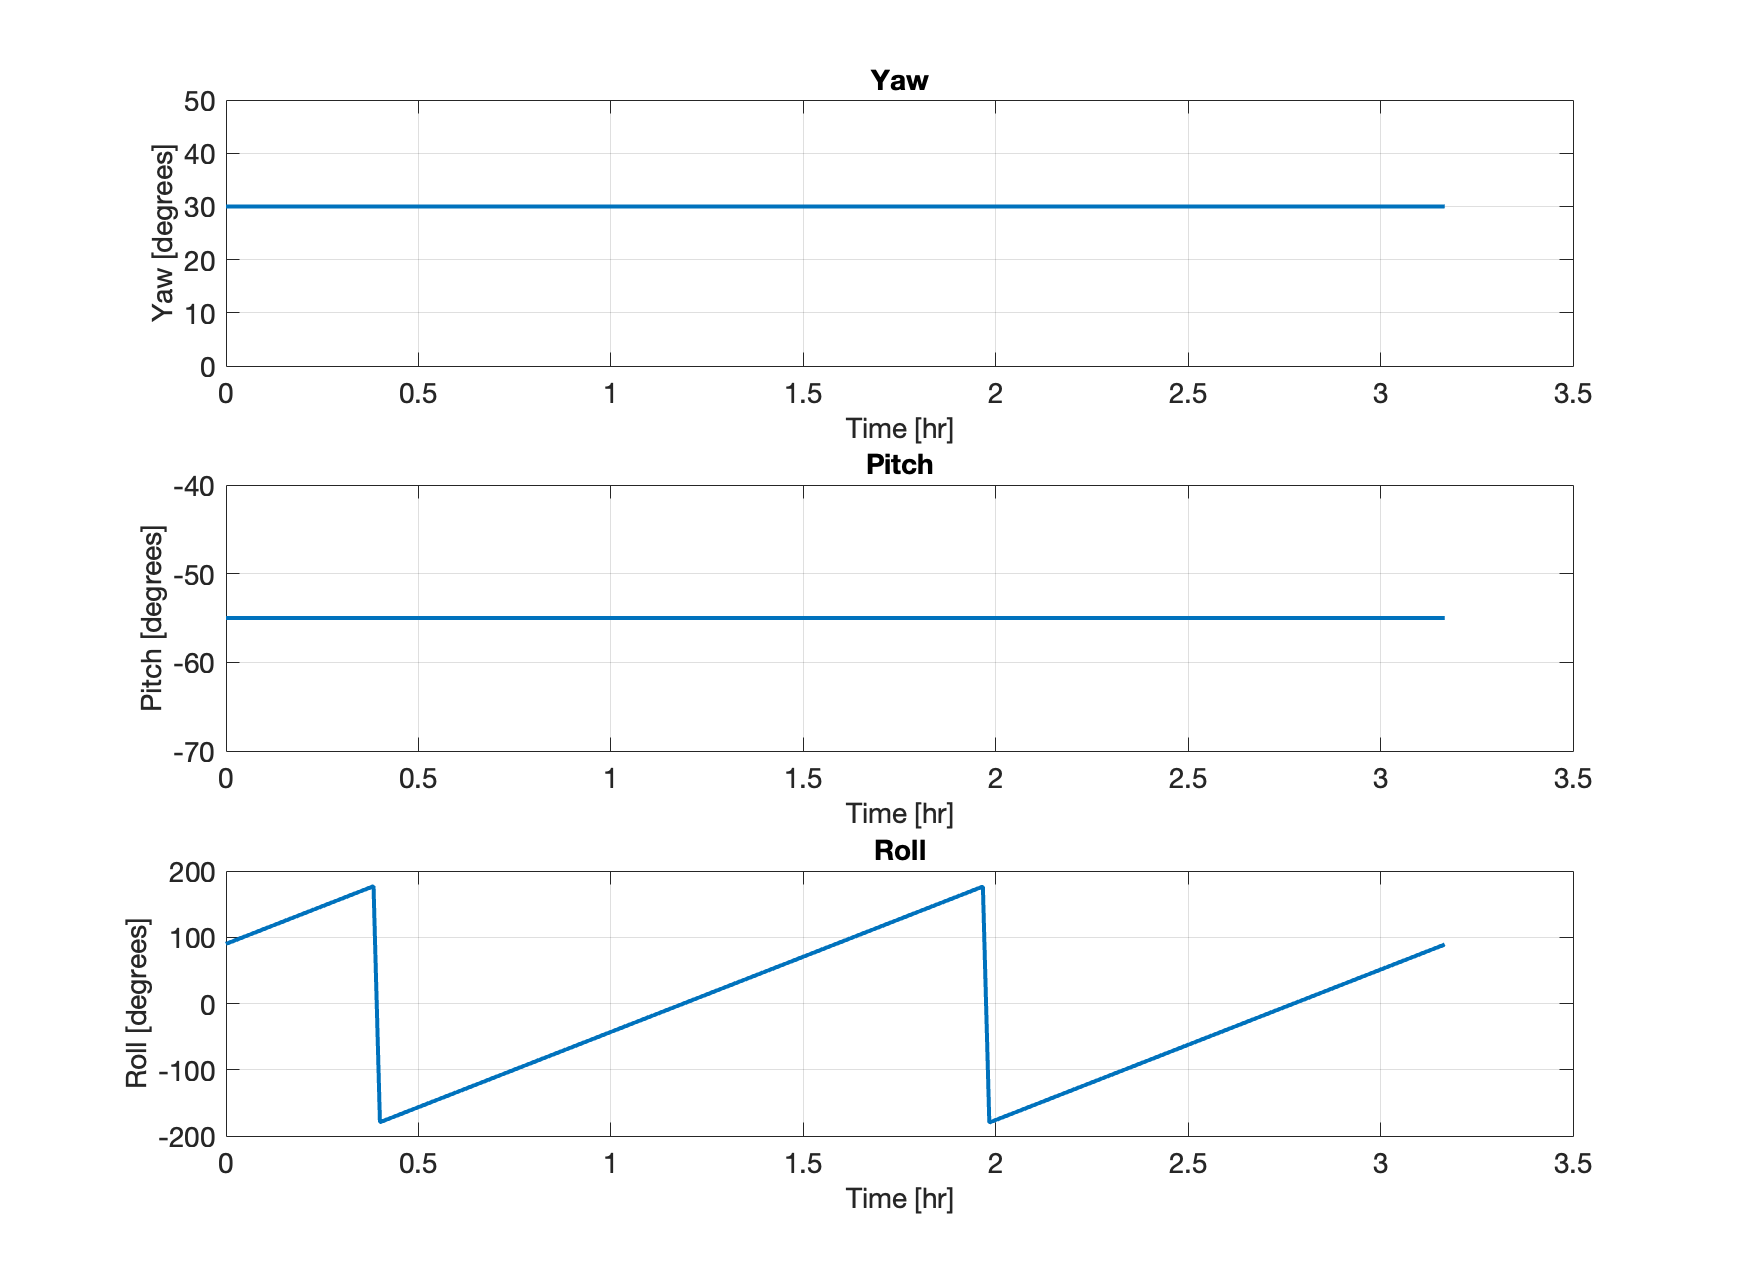 Yaw
50
40
30
20
10
0
Yaw [degrees]
0 0.5 1 1.5 2 2.5 3 3.5
Time [hr]
Pitch
-40
-50
-60
-70
Pitch [degrees]
0 0.5 1 1.5 2 2.5 3 3.5
Time [hr]
Roll
200
100
0
-100
-200
Roll [degrees]
0 0.5 1 1.5 2 2.5 3 3.5
Time [hr]